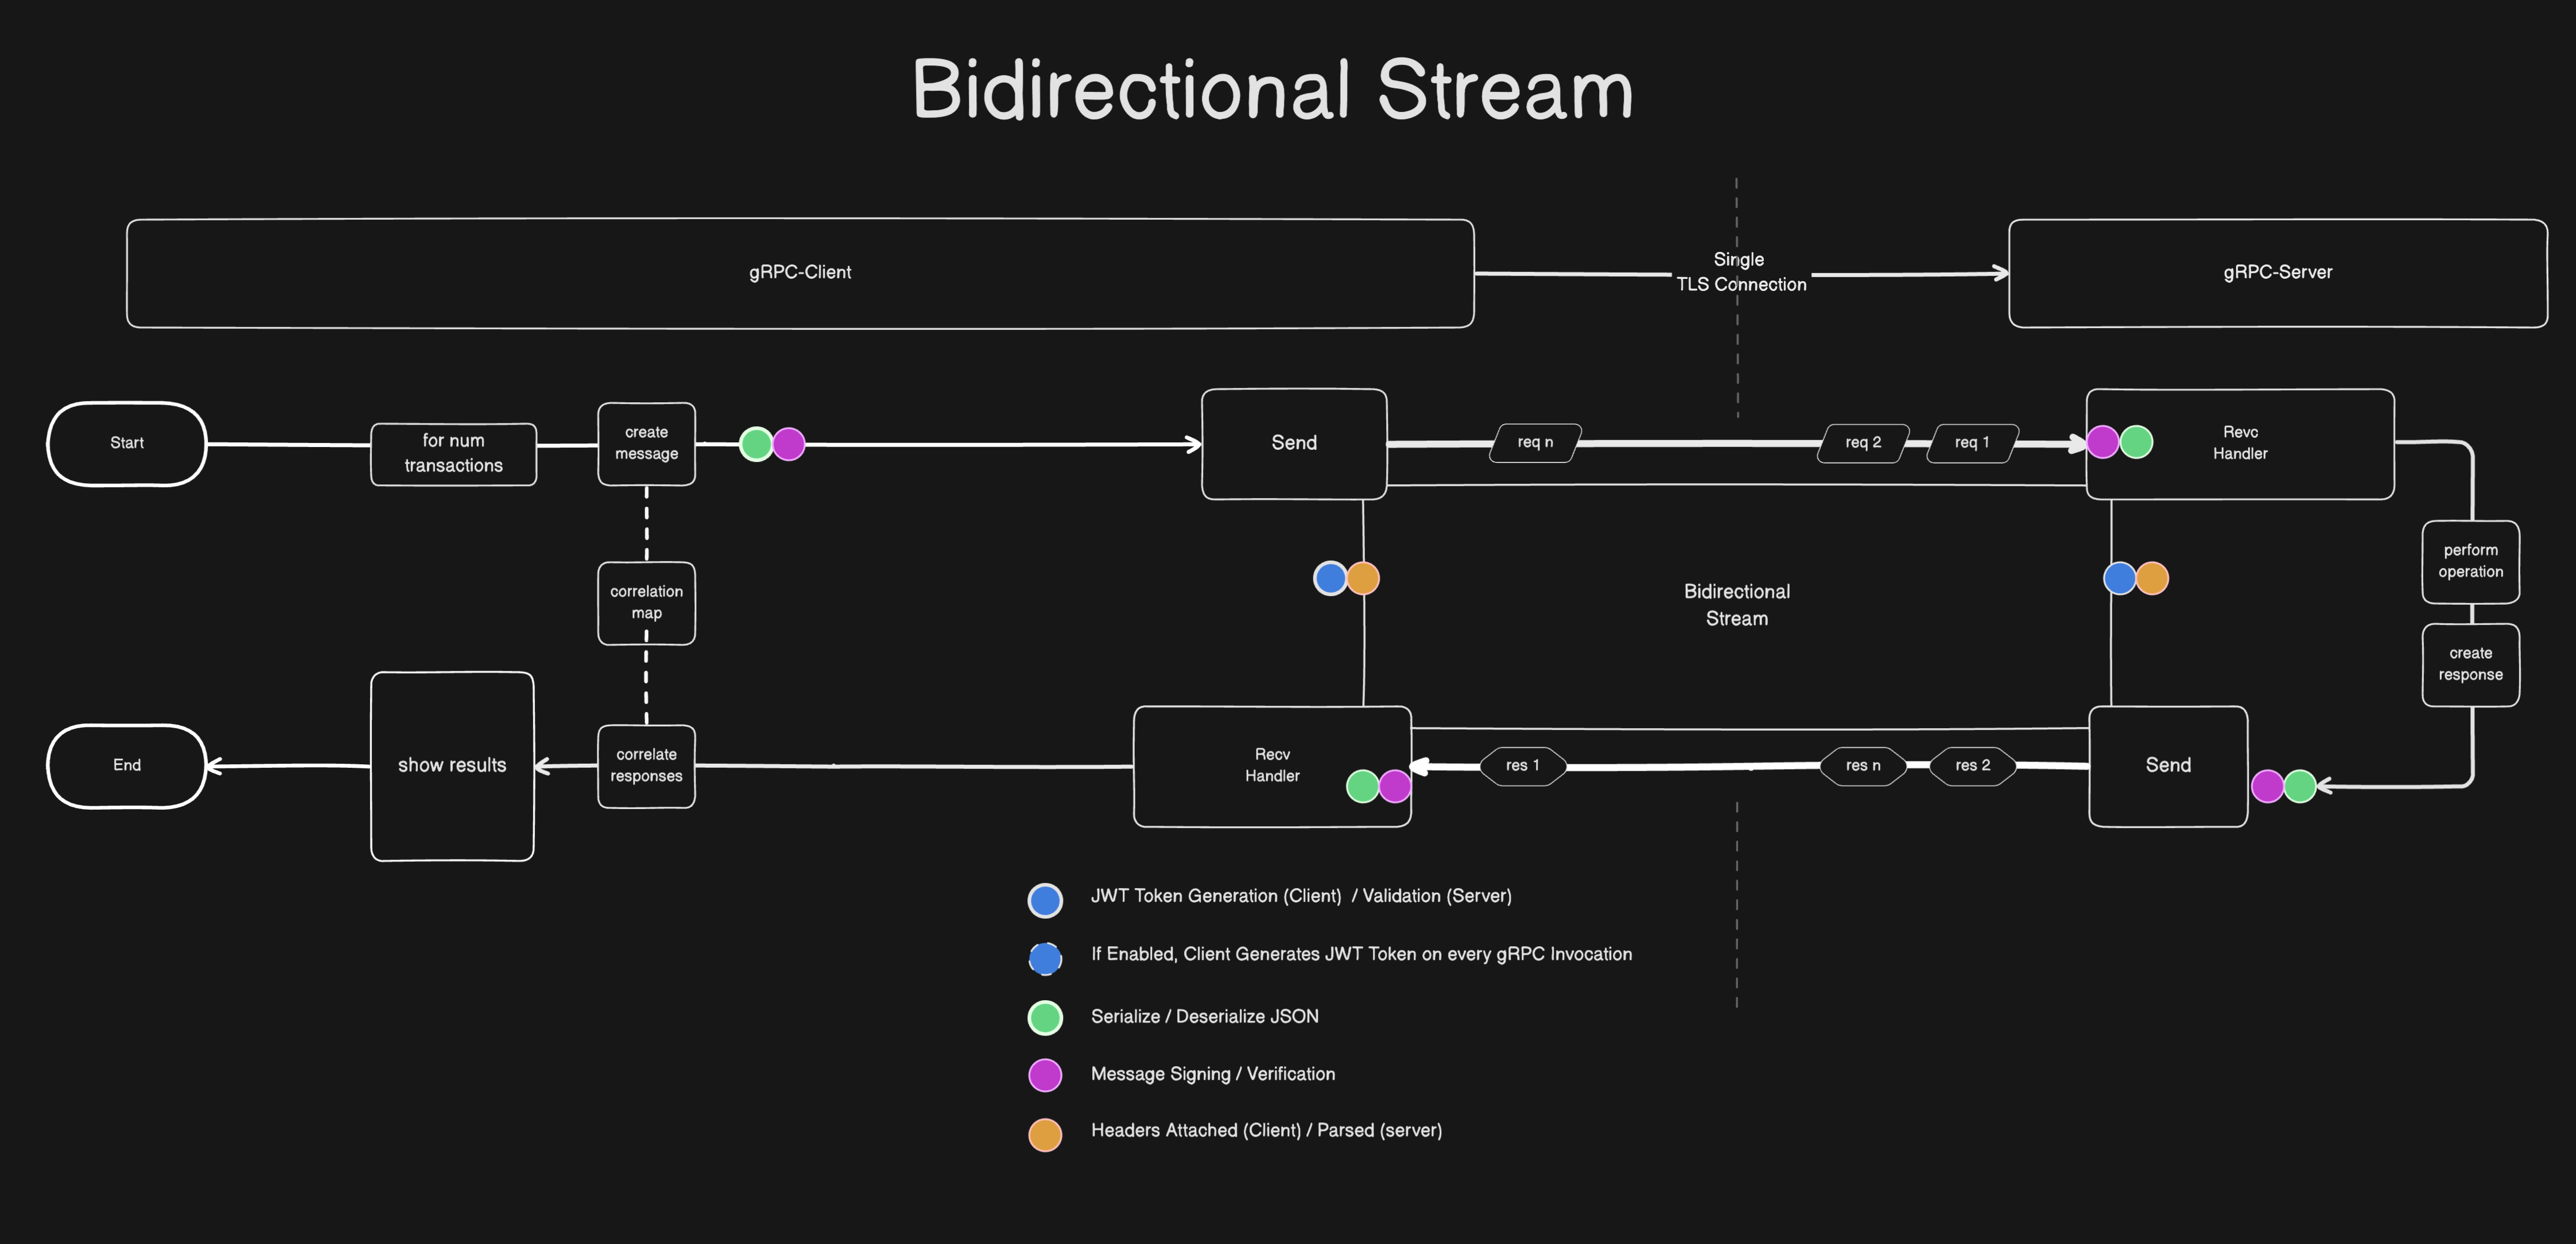 Bidirectional Stream
gRPC-Client
Single
TLS Connection
gRPC-Server
Start
for num
transactions
create
message
Send
req n
req 2
req 1
Revc
Handler
perform
operation
correlation
map
Bidirectional
Stream
create
response
End
show results
correlate
responses
Recv
Handler
res 1
res n
res 2
Send
JWT Token Generation (Client) / Validation (Server)
If Enabled, Client Generates JWT Token on every gRPC Invocation
Serialize / Deserialize JSON
Message Signing / Verification
Headers Attached (Client) / Parsed (server)